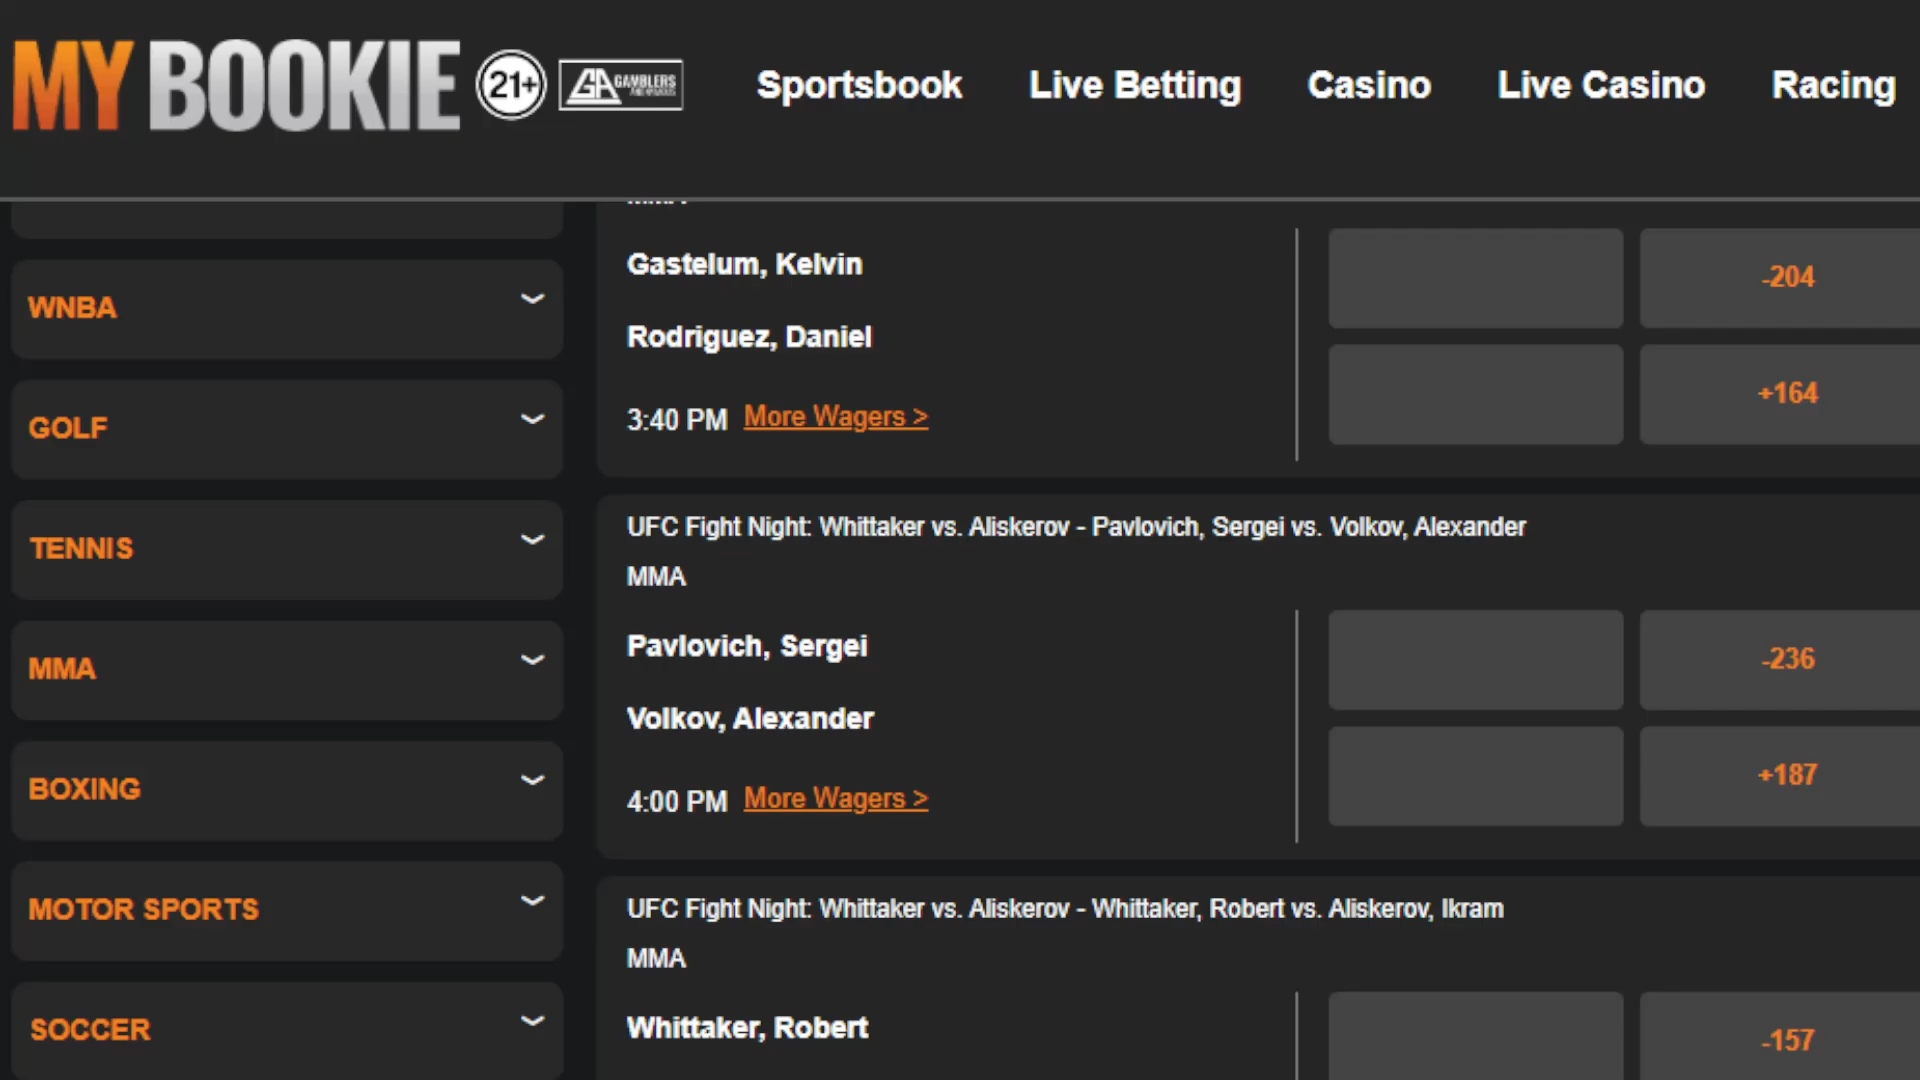 MY BOOKIE 21+ GA GAMBLERS Sportsbook Live Betting Casino Live Casino Racing
WNBA
GOLF
TENNIS
MMA
BOXING
MOTOR SPORTS
SOCCER
Gastelum, Kelvin
-204
Rodriguez, Daniel
+164
3:40 PM More Wagers >
UFC Fight Night: Whittaker vs. Aliskerov - Pavlovich, Sergei vs. Volkov, Alexander
MMA
Pavlovich, Sergei
-236
Volkov, Alexander
+187
4:00 PM More Wagers >
UFC Fight Night: Whittaker vs. Aliskerov - Whittaker, Robert vs. Aliskerov, Ikram
MMA
Whittaker, Robert
-157